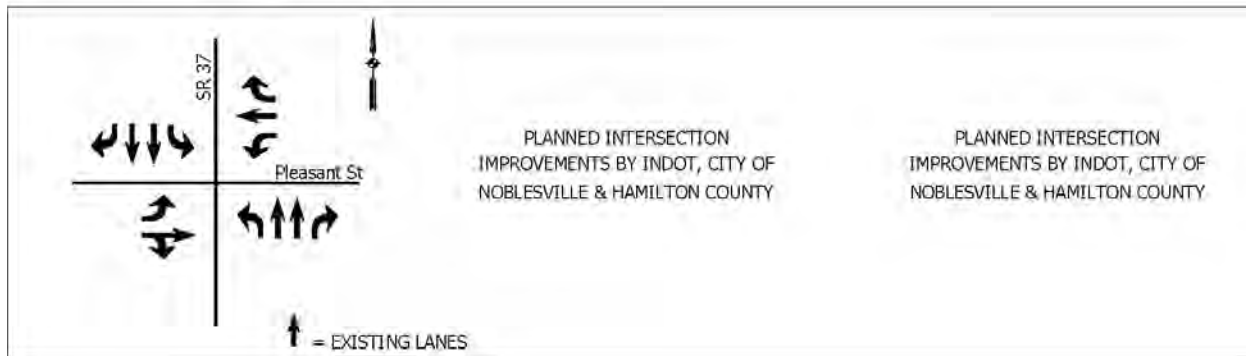 SR 37
Pleasant St
= EXISTING LANES
PLANNED INTERSECTION
IMPROVEMENTS BY INDOT, CITY OF
NOBLESVILLE & HAMILTON COUNTY
PLANNED INTERSECTION
IMPROVEMENTS BY INDOT, CITY OF
NOBLESVILLE & HAMILTON COUNTY